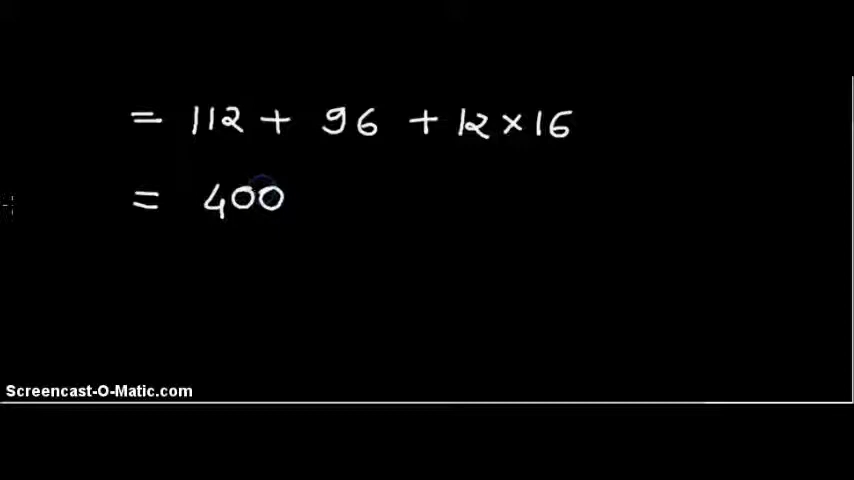 = 112 + 96 + 12 × 16
= 400
Screencast-O-Matic.com